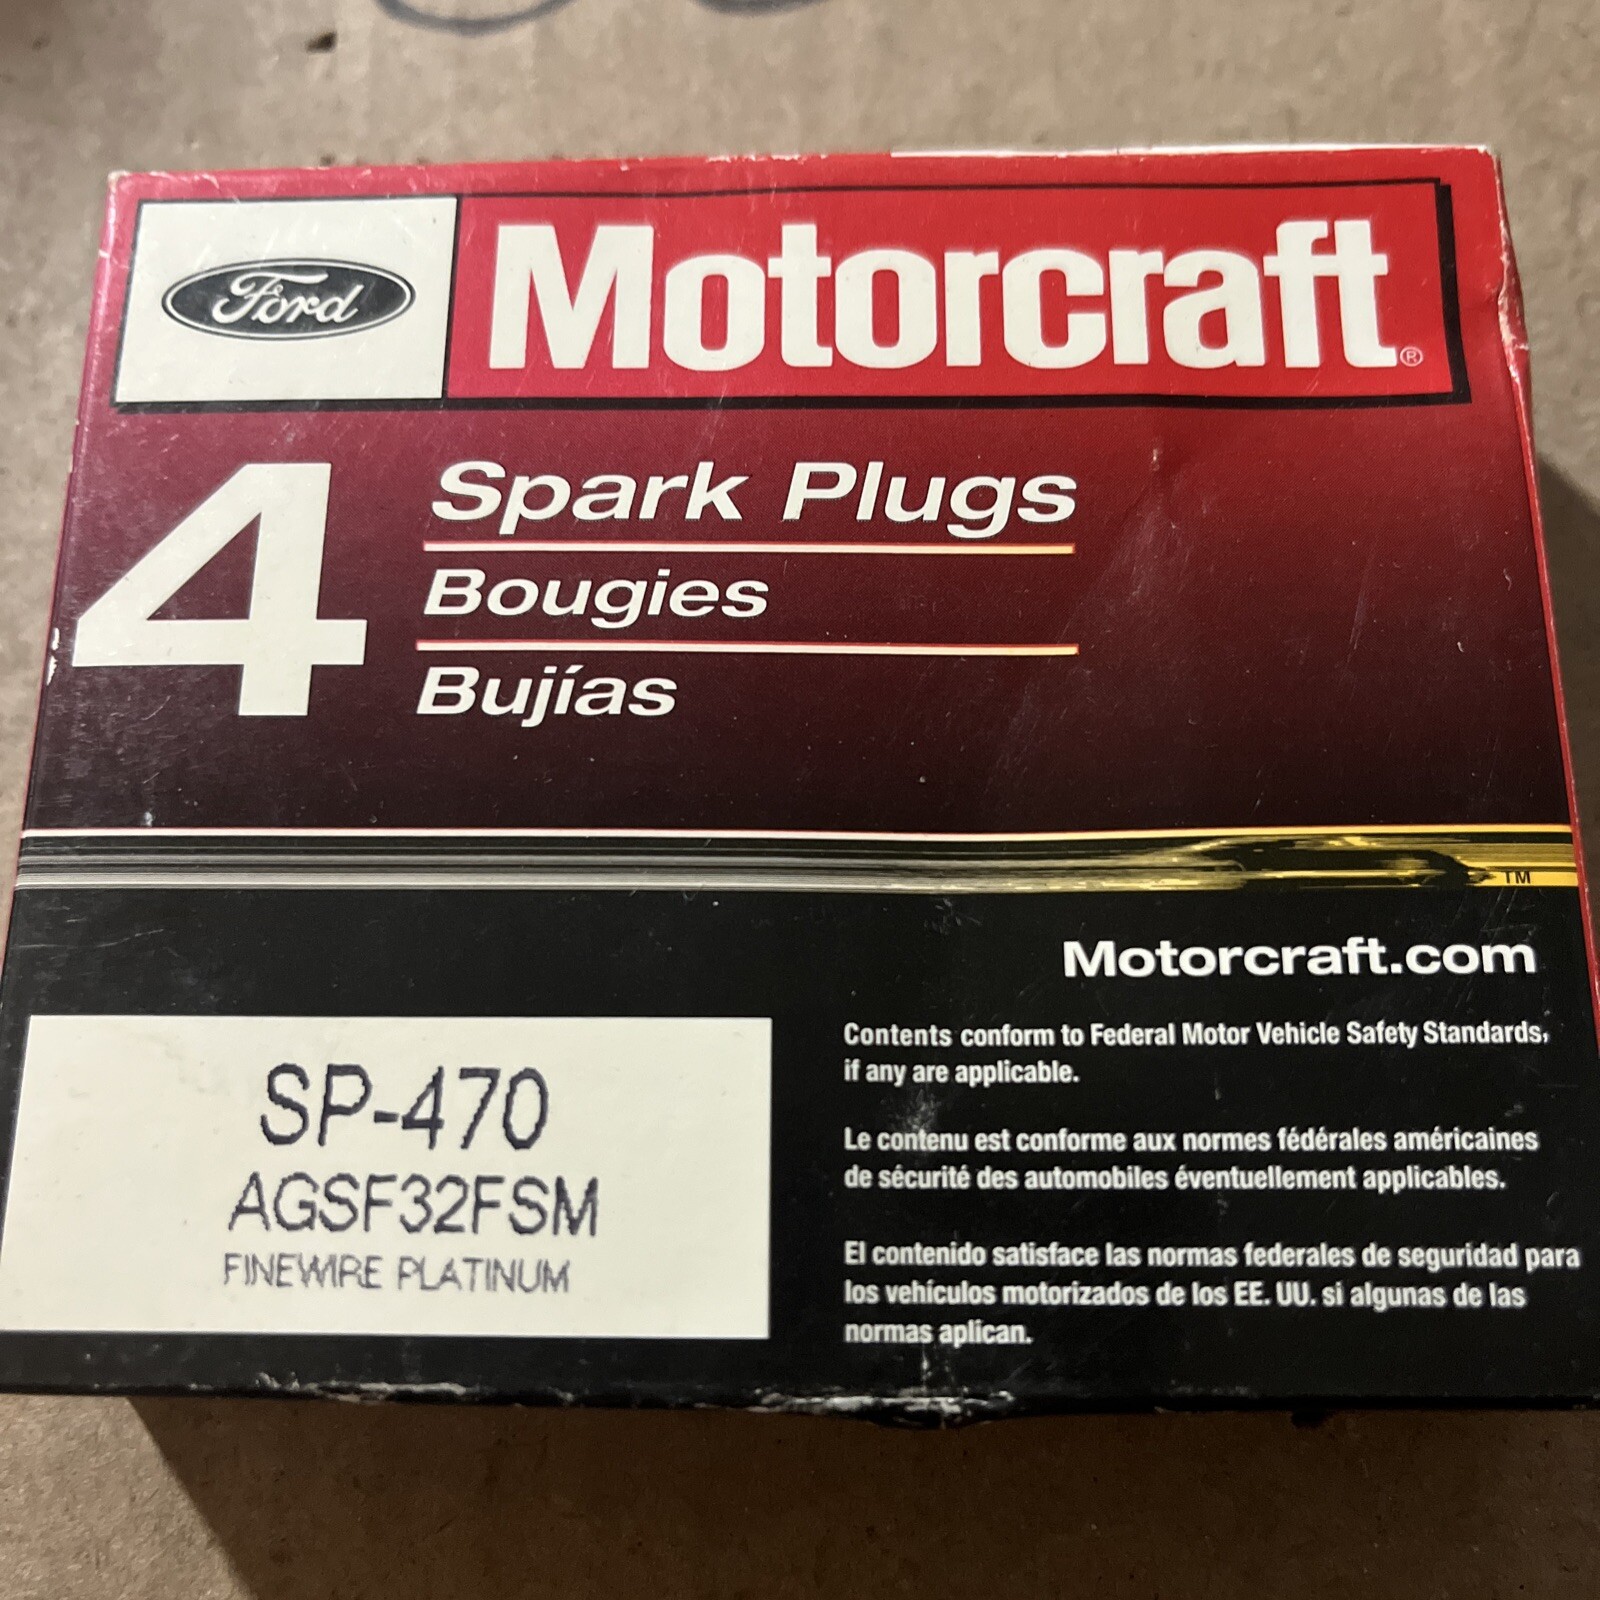 Ford
Motorcraft®
4
Spark Plugs
Bougies
Bujías
TM
Motorcraft.com
SP-470
AGSF32FSM
FINEWIRE PLATINUM
Contents conform to Federal Motor Vehicle Safety Standards,
if any are applicable.
Le contenu est conforme aux normes fédérales américaines
de sécurité des automobiles éventuellement applicables.
El contenido satisface las normas federales de seguridad para
los vehículos motorizados de los EE. UU. si algunas de las
normas aplican.